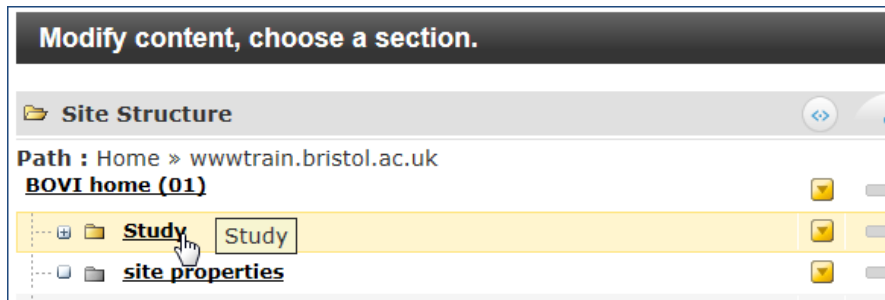 Modify content, choose a section.
Site Structure
Path : Home » wwwtrain.bristol.ac.uk
BOVI home (01)
Study Study
site properties